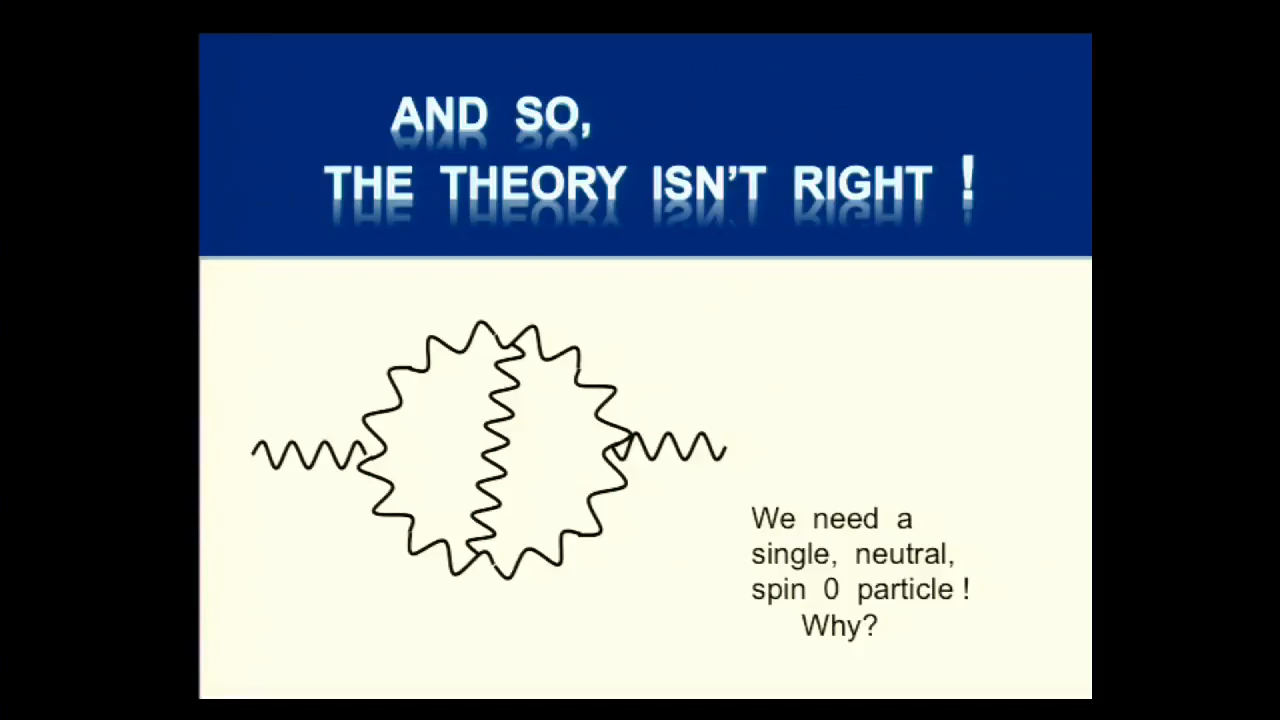 AND SO,
THE THEORY ISN'T RIGHT !
We need a
single, neutral,
spin 0 particle !
Why?